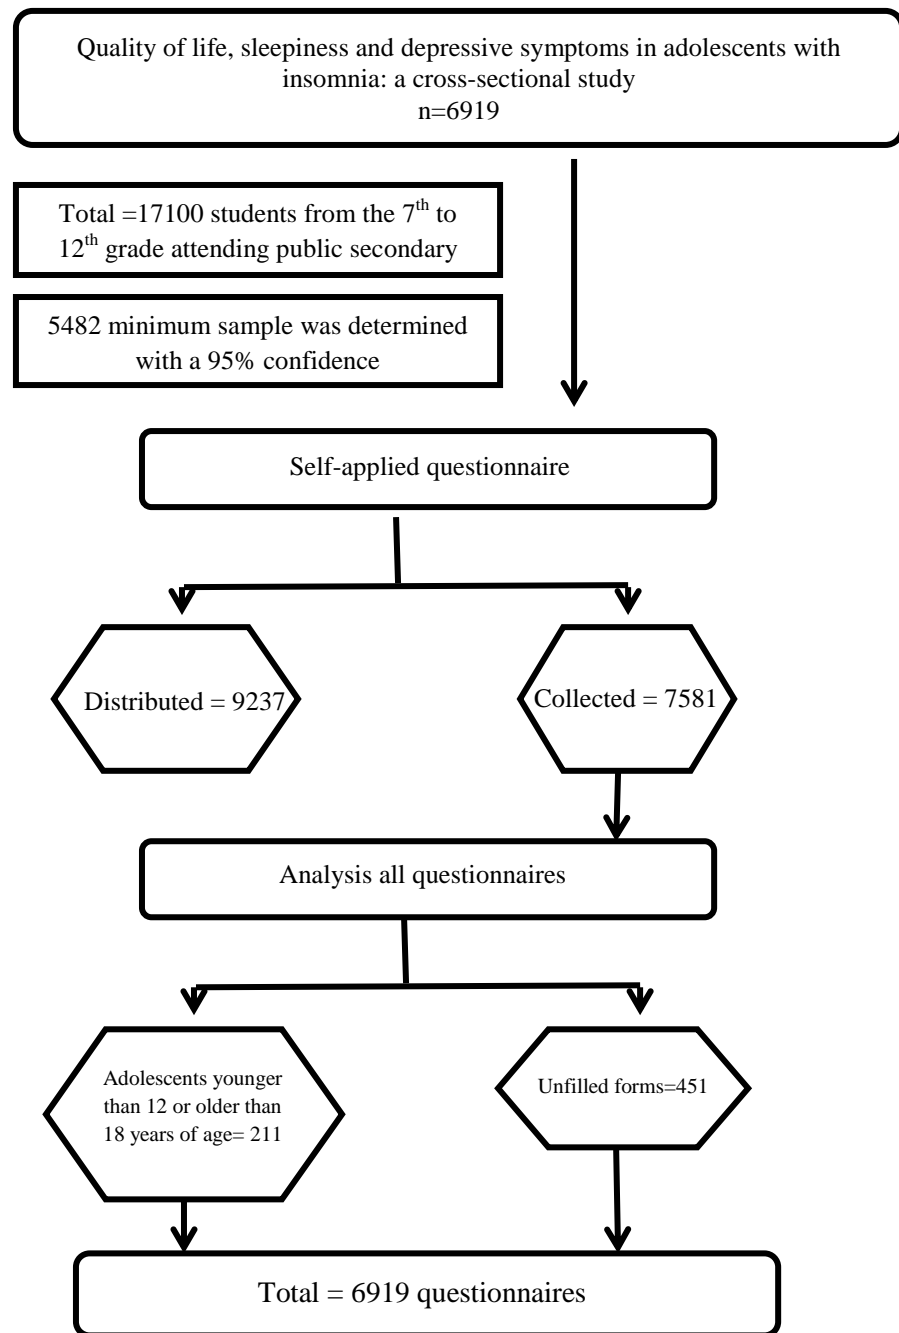 Quality of life, sleepiness and depressive symptoms in adolescents with
insomnia: a cross-sectional study
n=6919
Total =17100 students from the 7th to
12th grade attending public secondary
5482 minimum sample was determined
with a 95% confidence
Self-applied questionnaire
Distributed = 9237
Collected = 7581
Analysis all questionnaires
Adolescents younger
than 12 or older than
18 years of age= 211
Unfilled forms=451
Total = 6919 questionnaires